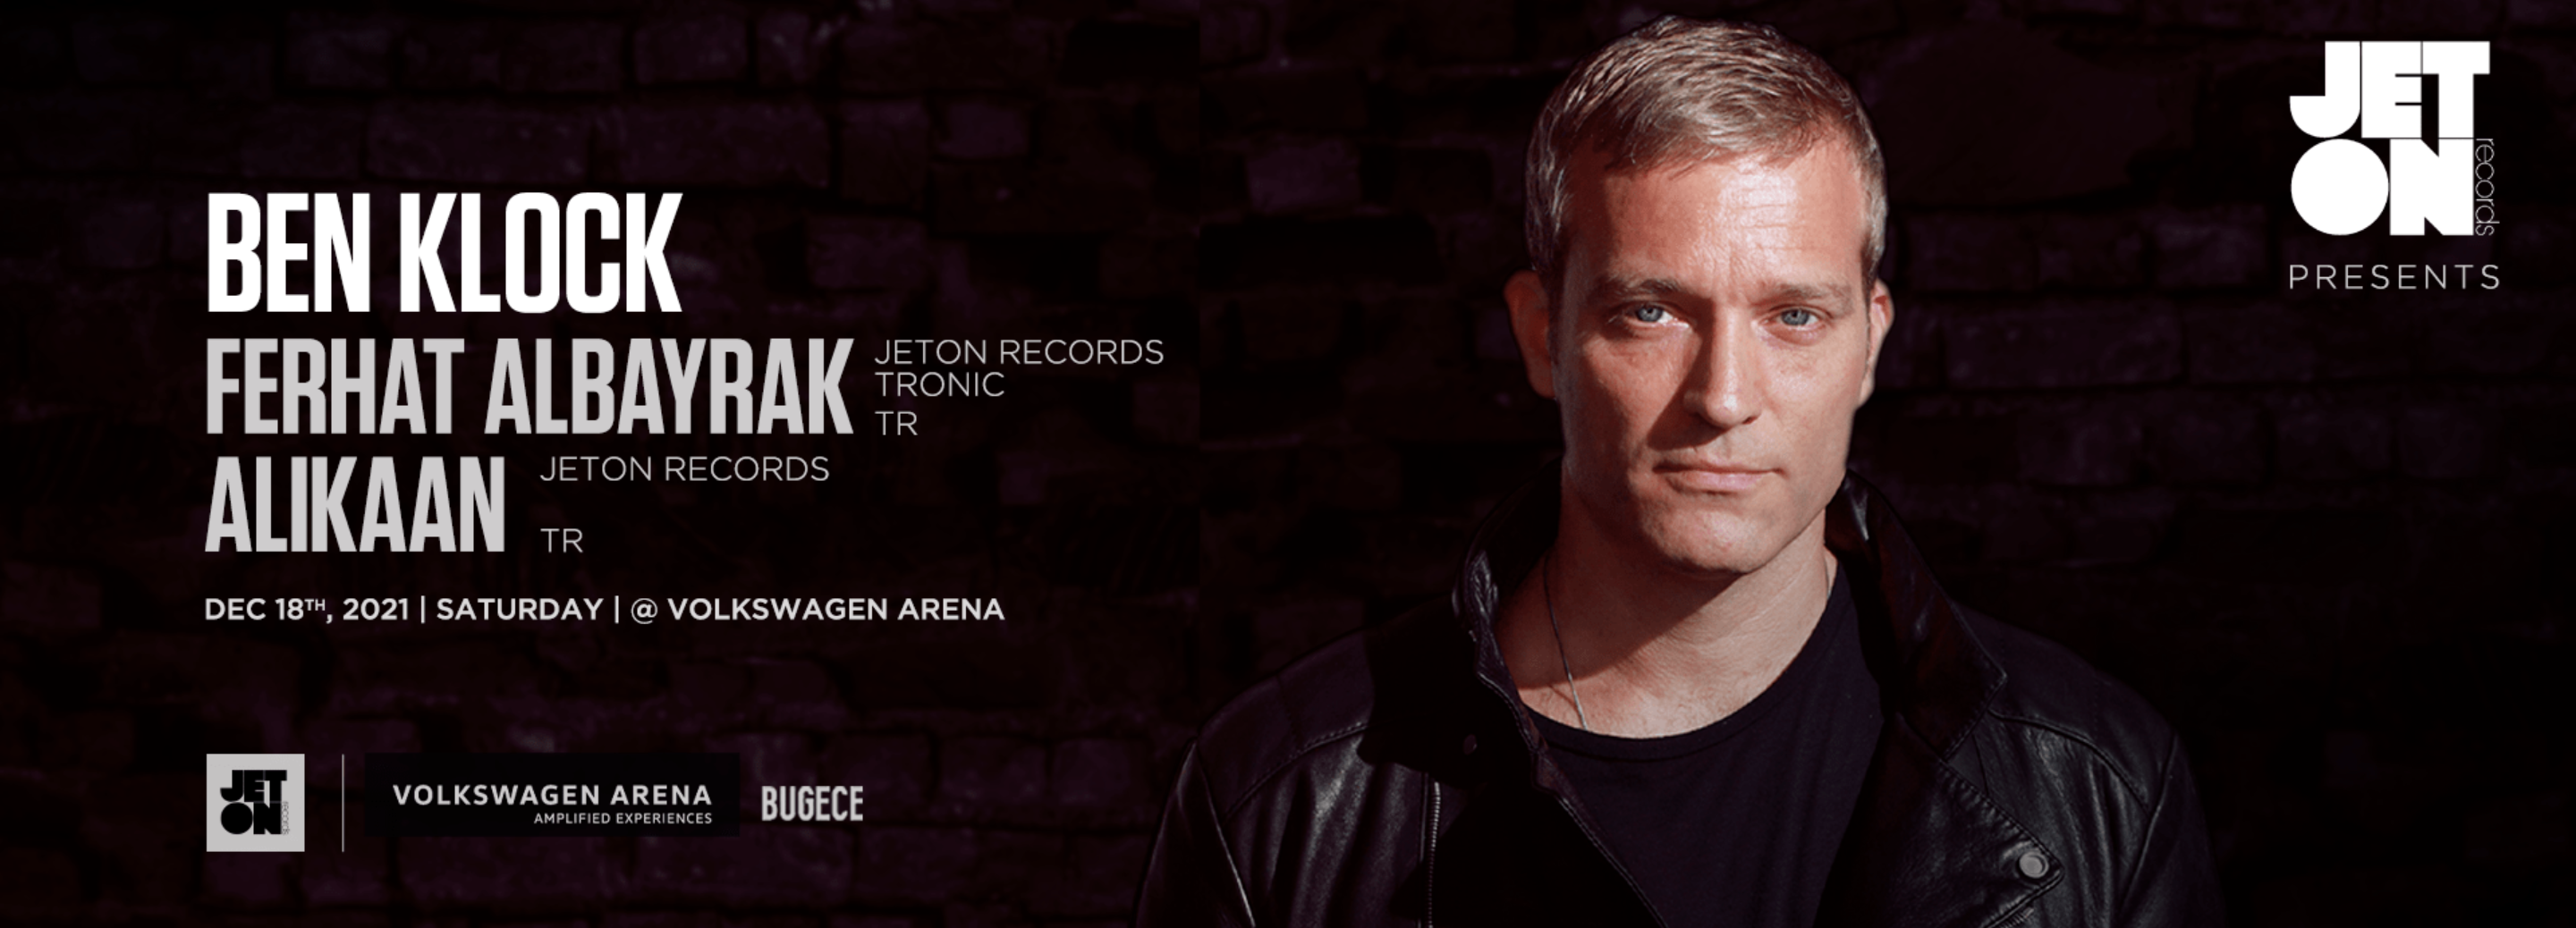 BEN KLOCK
FERHAT ALBAYRAK
JETON RECORDS
TRONIC
TR
ALIKAAN
JETON RECORDS
TR
DEC 18TH, 2021 | SATURDAY | @ VOLKSWAGEN ARENA
JET
ON
records
VOLKSWAGEN ARENA
AMPLIFIED EXPERIENCES
BUGECE
JET
ON
records
PRESENTS